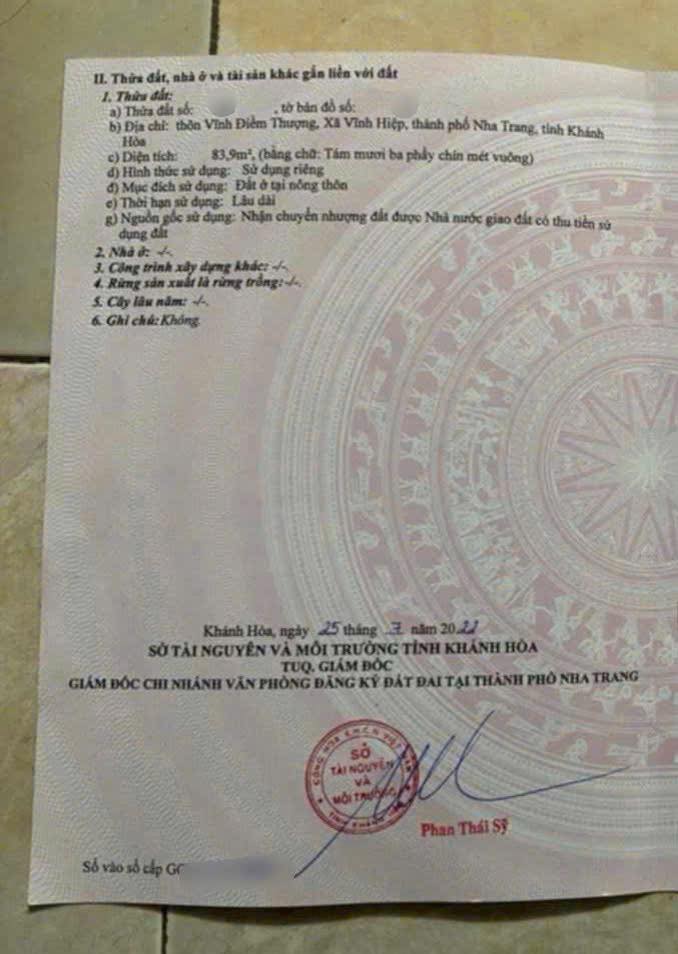 II. Thửa đất, nhà ở và tài sản khác gắn liền với đất
1. Thửa đất:
a) Thửa đất số: , tờ bản đồ số:
b) Địa chỉ: thôn Vĩnh Điềm Thượng, Xã Vĩnh Hiệp, thành phố Nha Trang, tỉnh Khánh
Hòa
c) Diện tích: 83,9m², (bằng chữ: Tám mươi ba phẩy chín mét vuông)
d) Hình thức sử dụng: Sử dụng riêng
đ) Mục đích sử dụng: Đất ở tại nông thôn
e) Thời hạn sử dụng: Lâu dài
g) Nguồn gốc sử dụng: Nhận chuyển nhượng đất được Nhà nước giao đất có thu tiền sử
dụng đất
2. Nhà ở: -/-.
3. Công trình xây dựng khác: -/-.
4. Rừng sản xuất là rừng trồng: -/-.
5. Cây lâu năm: -/-.
6. Ghi chú: Không.
Khánh Hòa, ngày 25 tháng 7 năm 2022
SỞ TÀI NGUYÊN VÀ MÔI TRƯỜNG TỈNH KHÁNH HÒA
TUQ. GIÁM ĐỐC
GIÁM ĐỐC CHI NHÁNH VĂN PHÒNG ĐĂNG KÝ ĐẤT ĐAI TẠI THÀNH PHỐ NHA TRANG
SỞ
TÀI NGUYÊN
VÀ
MÔI TRƯỜNG
TỈNH KHÁNH HÒA
Phan Thái Sỹ
Số vào sổ cấp GC